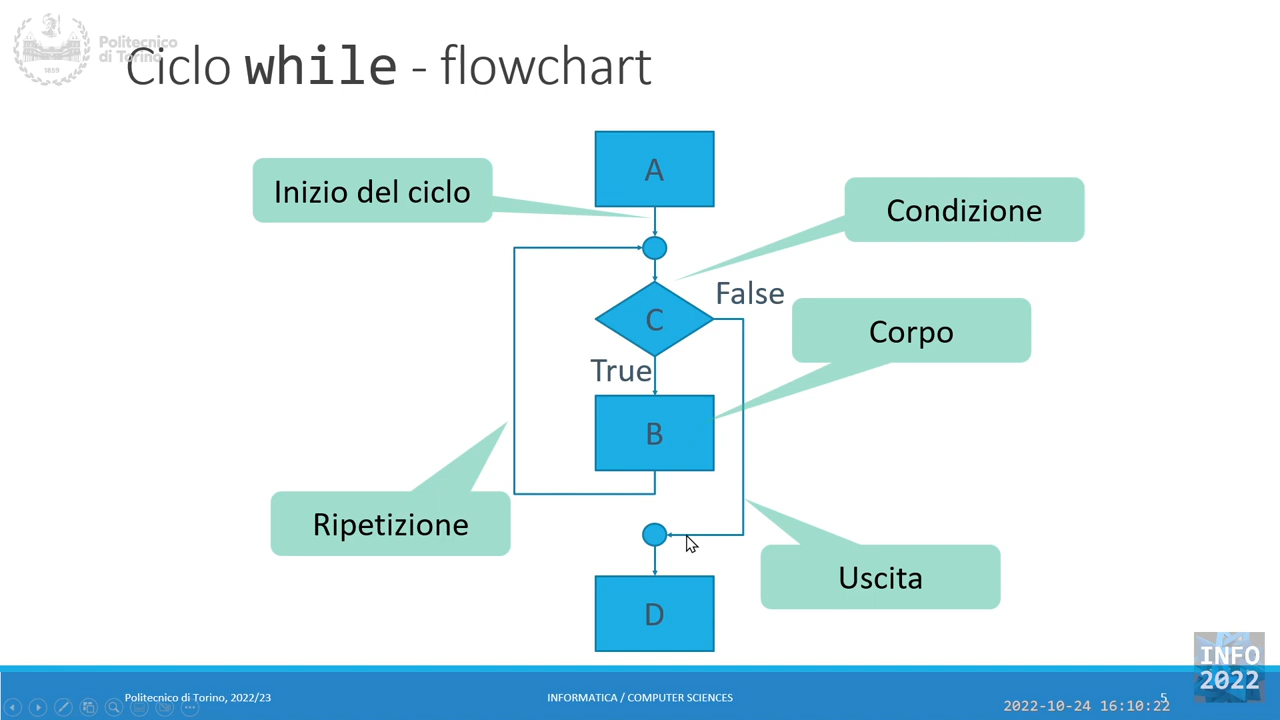 Politecnico
di Torino
1859
Ciclo while - flowchart
A
Inizio del ciclo
Condizione
False
C
Corpo
True
B
Ripetizione
Uscita
D
INFO
2022
Politecnico di Torino, 2022/23
INFORMATICA / COMPUTER SCIENCES
5
2022-10-24 16:10:22